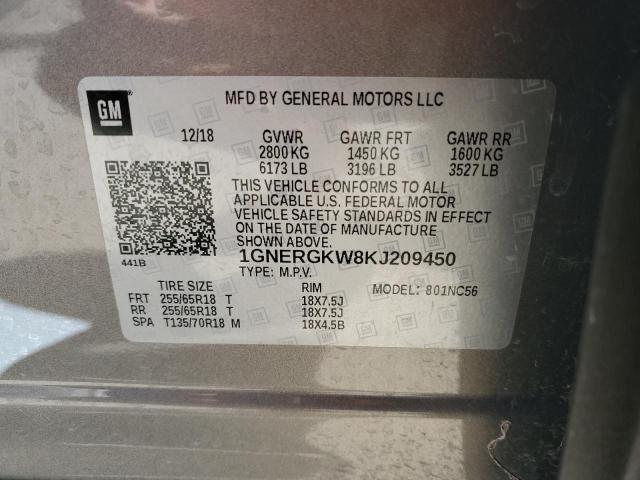 GM
MFD BY GENERAL MOTORS LLC
12/18 GVWR GAWR FRT GAWR RR
2800 KG 1450 KG 1600 KG
6173 LB 3196 LB 3527 LB
THIS VEHICLE CONFORMS TO ALL
APPLICABLE U.S. FEDERAL MOTOR
VEHICLE SAFETY STANDARDS IN EFFECT
ON THE DATE OF MANUFACTURE
SHOWN ABOVE.
441B 1GNERGKW8KJ209450
TYPE: M.P.V.
TIRE SIZE RIM MODEL: 801NC56
FRT 255/65R18 T 18X7.5J
RR 255/65R18 T 18X7.5J
SPA T135/70R18 M 18X4.5B